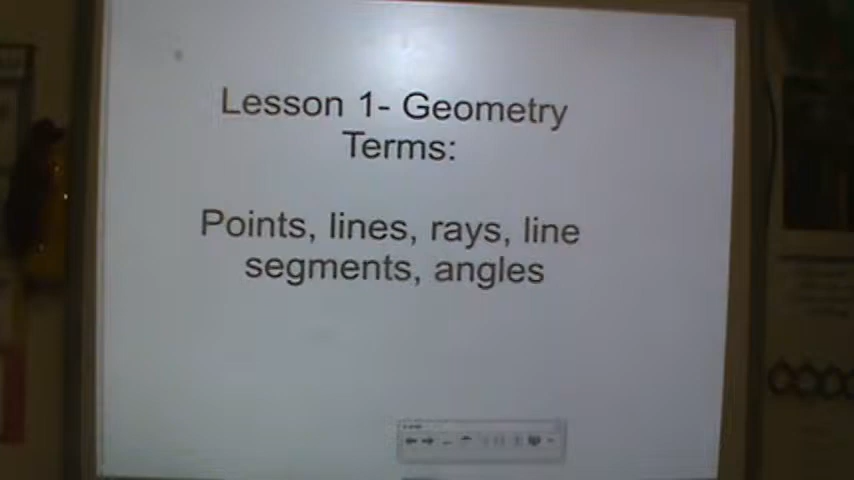 Lesson 1- Geometry
Terms:
Points, lines, rays, line
segments, angles